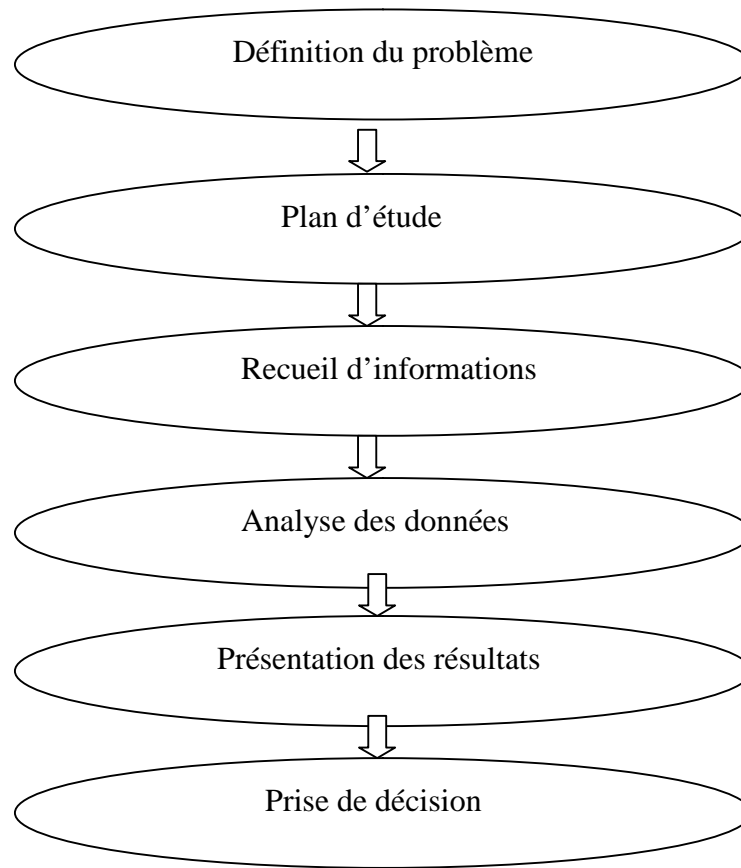 Définition du problème
Plan d’étude
Recueil d’informations
Analyse des données
Présentation des résultats
Prise de décision